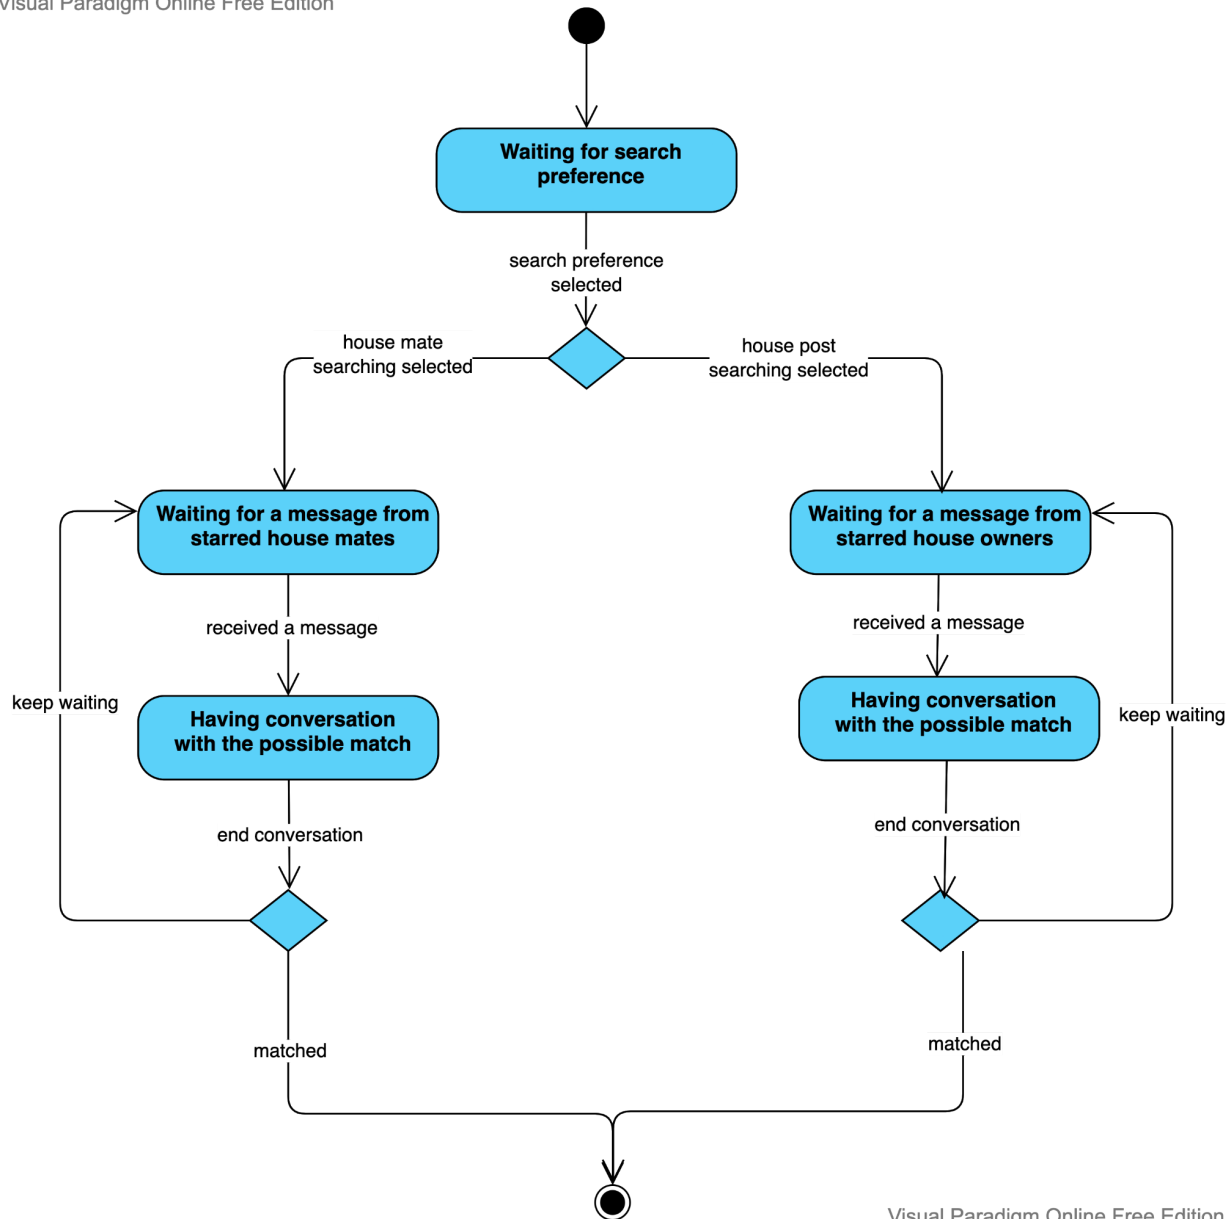 Visual Paradigm Online Free Edition
Waiting for search
preference
search preference
selected
house mate
searching selected
house post
searching selected
Waiting for a message from
starred house mates
Waiting for a message from
starred house owners
received a message
received a message
keep waiting
Having conversation
with the possible match
Having conversation
with the possible match
keep waiting
end conversation
end conversation
matched
matched
Visual Paradigm Online Free Edition